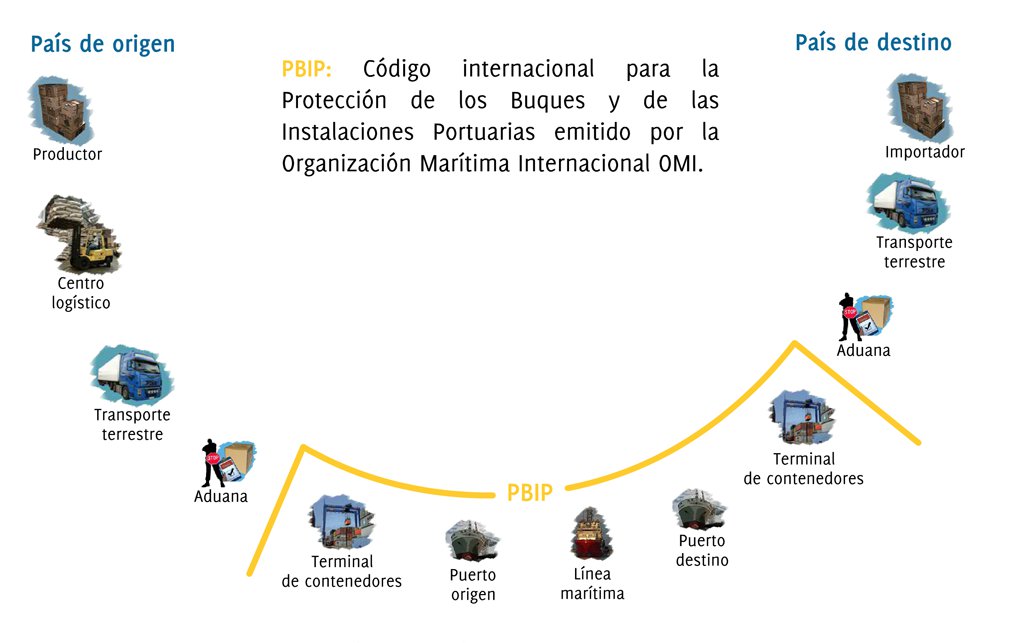 País de origen
País de destino
PBIP: Código internacional para la
Protección de los Buques y de las
Instalaciones Portuarias emitido por la
Organización Marítima Internacional OMI.
Productor
Centro
logístico
Transporte
terrestre
STOP
Aduana
Terminal
de contenedores
Puerto
origen
PBIP
Línea
marítima
Puerto
destino
Terminal
de contenedores
STOP
Aduana
Transporte
terrestre
Importador